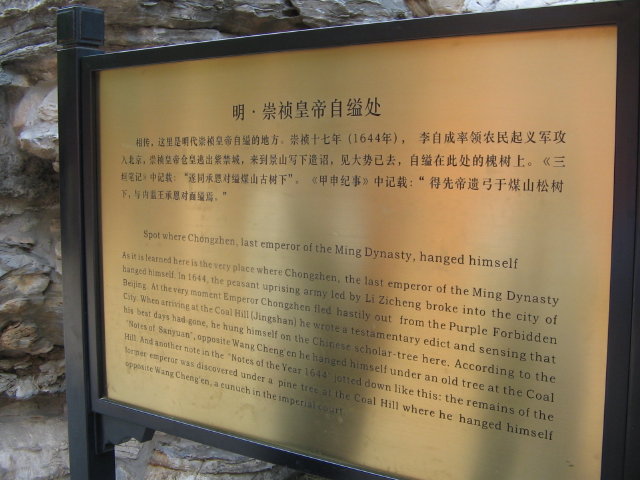 明·崇祯皇帝自缢处
相传，这里是明代崇祯皇帝自缢的地方。崇祯十七年（1644年），李自成率领农民起义军攻
入北京，崇祯皇帝仓皇逃出紫禁城，来到景山写下遗诏，见大势已去，自缢在此处的槐树上。《三
垣笔记》中记载：“遂同承恩对缢煤山古树下”。《甲申纪事》中记载：“得先帝遗弓于煤山松树
下，与内监王承恩对面缢焉。”
Spot where Chongzhen, last emperor of the Ming Dynasty, hanged himself
As it is learned here is the very place where Chongzhen, the last emperor of the Ming Dynasty
hanged himself. In 1644, the peasant uprising army led by Li Zicheng broke into the city of
Beijing. At the very moment Emperor Chongzhen fled hastily out from the Purple Forbidden
City. When arriving at the Coal Hill (Jingshan) he wrote a testamentary edict and sensing that
his best days had gone, he hung himself on the Chinese scholar-tree here. According to the
"Notes of Sanyuan", opposite Wang Cheng'en he hanged himself under an old tree at the Coal
Hill. And another note in the "Notes of the Year 1644" jotted down like this: the remains of the
former emperor was discovered under a pine tree at the Coal Hill where he hanged himself
opposite Wang Cheng'en, a eunuch in the imperial court.